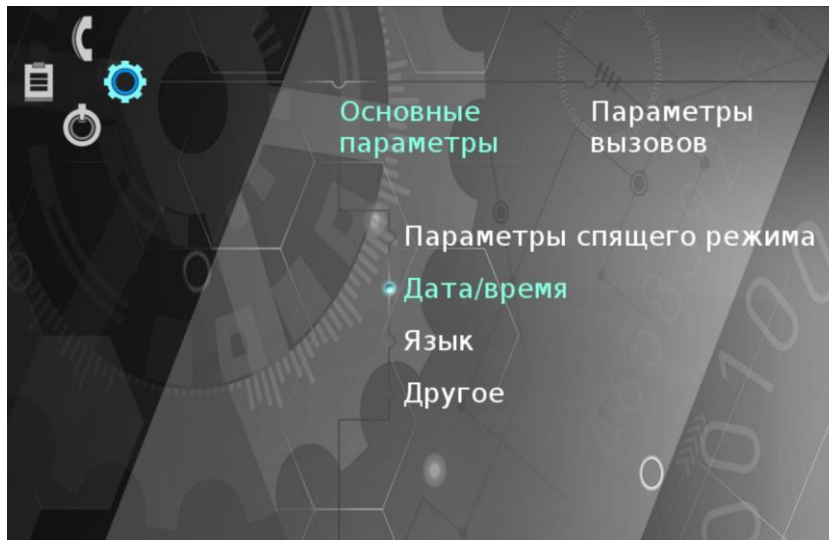 Основные
параметры
Параметры
вызовов
Параметры спящего режима
Дата/время
Язык
Другое